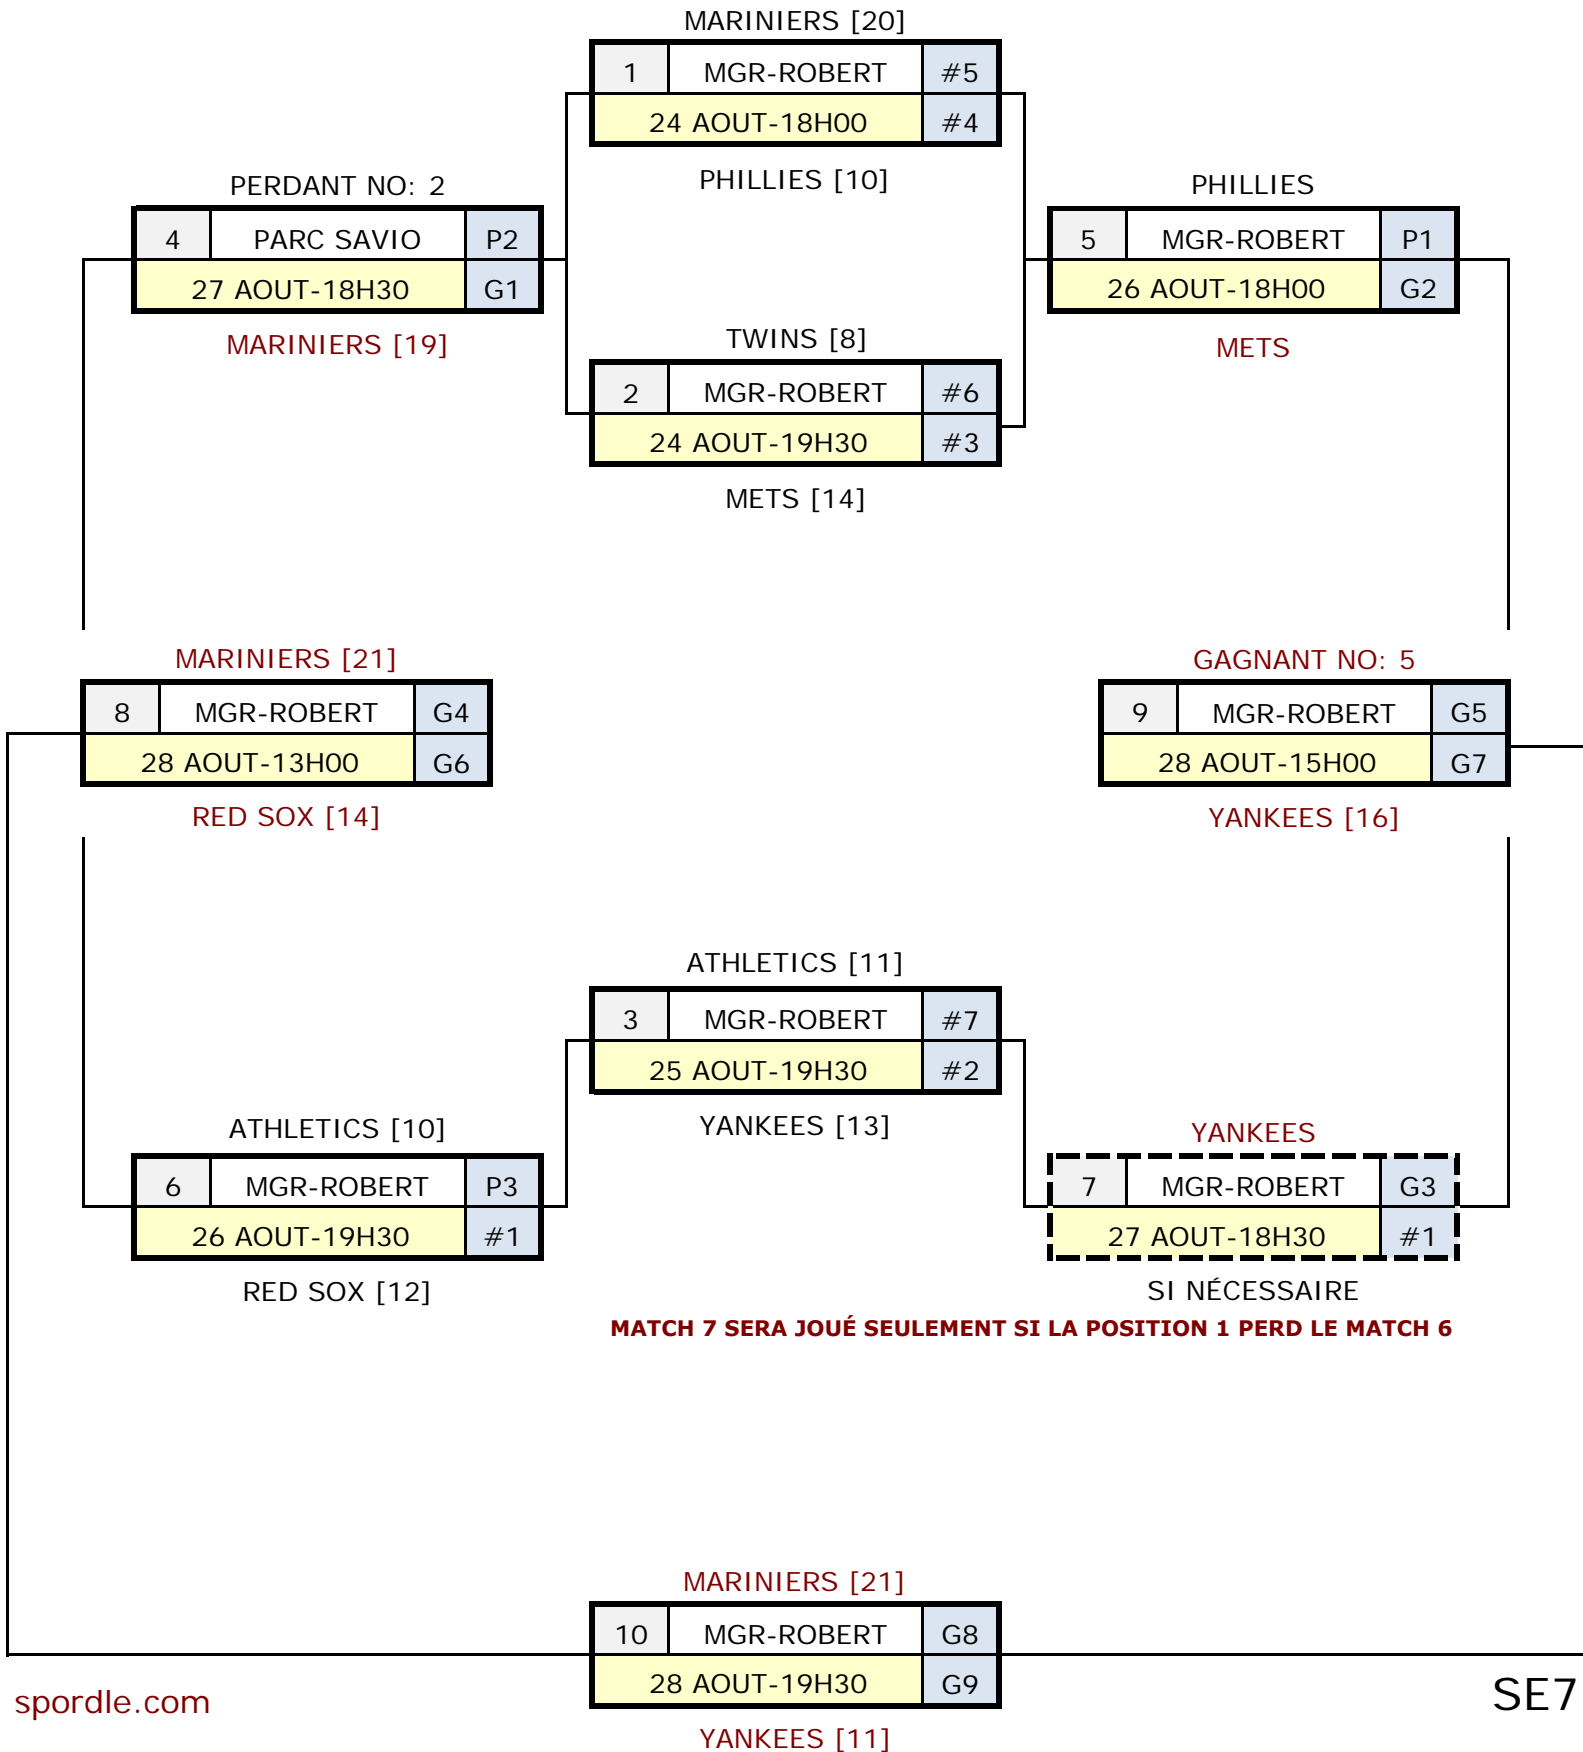 MARINIERS [20]
1 MGR-ROBERT #5
24 AOUT-18H00 #4
PHILLIES [10]
PERDANT NO: 2
4 PARC SAVIO P2
27 AOUT-18H30 G1
MARINIERS [19]
PHILLIES
5 MGR-ROBERT P1
26 AOUT-18H00 G2
METS
TWINS [8]
2 MGR-ROBERT #6
24 AOUT-19H30 #3
METS [14]
MARINIERS [21]
8 MGR-ROBERT G4
28 AOUT-13H00 G6
RED SOX [14]
GAGNANT NO: 5
9 MGR-ROBERT G5
28 AOUT-15H00 G7
YANKEES [16]
ATHLETICS [11]
3 MGR-ROBERT #7
25 AOUT-19H30 #2
YANKEES [13]
ATHLETICS [10]
6 MGR-ROBERT P3
26 AOUT-19H30 #1
RED SOX [12]
YANKEES
7 MGR-ROBERT G3
27 AOUT-18H30 #1
SI NÉCESSAIRE
MATCH 7 SERA JOUÉ SEULEMENT SI LA POSITION 1 PERD LE MATCH 6
MARINIERS [21]
10 MGR-ROBERT G8
28 AOUT-19H30 G9
YANKEES [11]
spordle.com
SE7